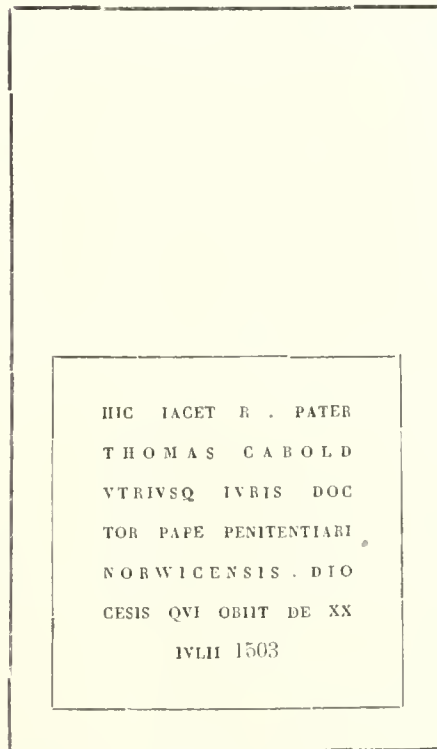 HIC IACET R . PATER
THOMAS CABOLD
VTRIVSQ IVRIS DOC
TOR PAPE PENITENTIARI
NORWICENSIS . DIO
CESIS QVI OBIIT DE XX
IVLII 1503